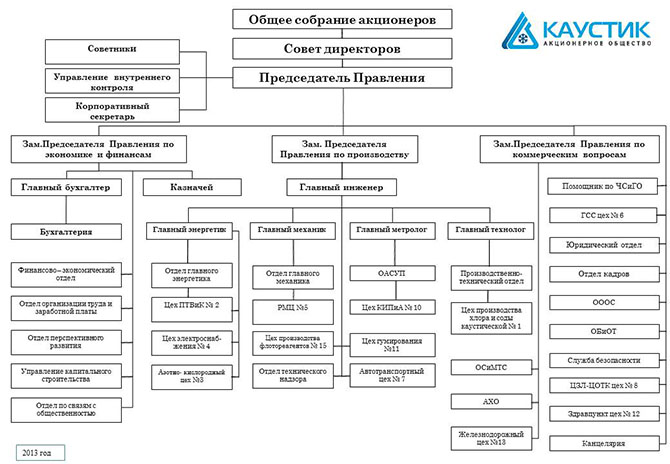 Общее собрание акционеров
КАУСТИК
АКЦИОНЕРНОЕ ОБЩЕСТВО
Совет директоров
Председатель Правления
Советники
Управление внутреннего
контроля
Корпоративный
секретарь
Зам.Председателя Правления по
экономике и финансам
Зам. Председателя
Правления по производству
Зам.Председателя Правления по
коммерческим вопросам
Главный бухгалтер
Казначей
Главный инженер
Бухгалтерия
Главный энергетик
Главный механик
Главный метролог
Главный технолог
Финансово–экономический
отдел
Отдел организации труда и
заработной платы
Отдел перспективного
развития
Управление капитального
строительства
Отдел по связям с
общественностью
Отдел главного
энергетика
Цех ПТВиК № 2
Цех электроснаб-
жения № 4
Азотно- кислородный
цех №3
Отдел главного
механика
РМЦ №5
Цех производства
флотореагентов № 15
Отдел технического
надзора
ОАСУП
Цех КИПиА № 10
Цех гумирования
№11
Автотранспортный
цех № 7
Производственно-
технический отдел
Цех производства
хлора и соды
каустической № 1
ОСиМТС
АХО
Железнодорожный
цех №13
Помощник по ЧСиГО
ГСС цех № 6
Юридический отдел
Отдел кадров
ОООС
ОБиОТ
Служба безопасности
ЦЗЛ-ЦОТК цех № 8
Здравпункт цех № 12
Канцелярия
2013 год